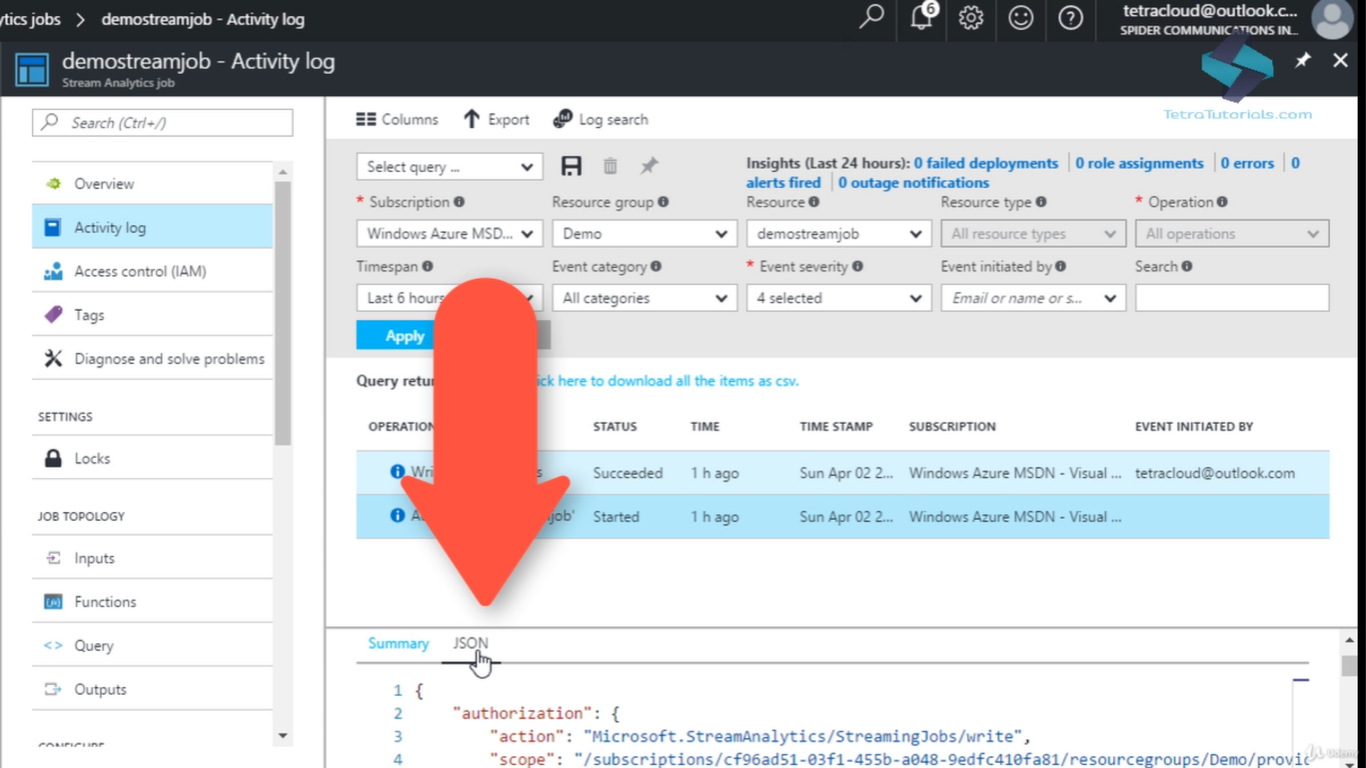 ytics jobs > demostreamjob - Activity log
6
tetracloud@outlook.c...
SPIDER COMMUNICATIONS IN...
demostreamjob - Activity log
Stream Analytics job
TetraTutorials.com
Search (Ctrl+/)
Overview
Activity log
Access control (IAM)
Tags
Diagnose and solve problems
SETTINGS
Locks
JOB TOPOLOGY
Inputs
Functions
Query
Outputs
CONFIGURE
Columns Export Log search
Select query ...
Insights (Last 24 hours): 0 failed deployments | 0 role assignments | 0 errors | 0
alerts fired | 0 outage notifications
* Subscription Resource group Resource Resource type * Operation
Windows Azure MSD... Demo demostreamjob All resource types All operations
Timespan Event category * Event severity Event initiated by Search
Last 6 hours All categories 4 selected Email or name or s...
Apply
Query retu ick here to download all the items as csv.
OPERATION STATUS TIME TIME STAMP SUBSCRIPTION EVENT INITIATED BY
Wri s Succeeded 1 h ago Sun Apr 02 2... Windows Azure MSDN - Visual ... tetracloud@outlook.com
job' Started 1 h ago Sun Apr 02 2... Windows Azure MSDN - Visual ...
Summary JSON
1 {
2 "authorization": {
3 "action": "Microsoft.StreamAnalytics/StreamingJobs/write",
4 "scope": "/subscriptions/cf96ad51-03f1-455b-a048-9edfc410fa81/resourcegroups/Demo/provid
Udemy